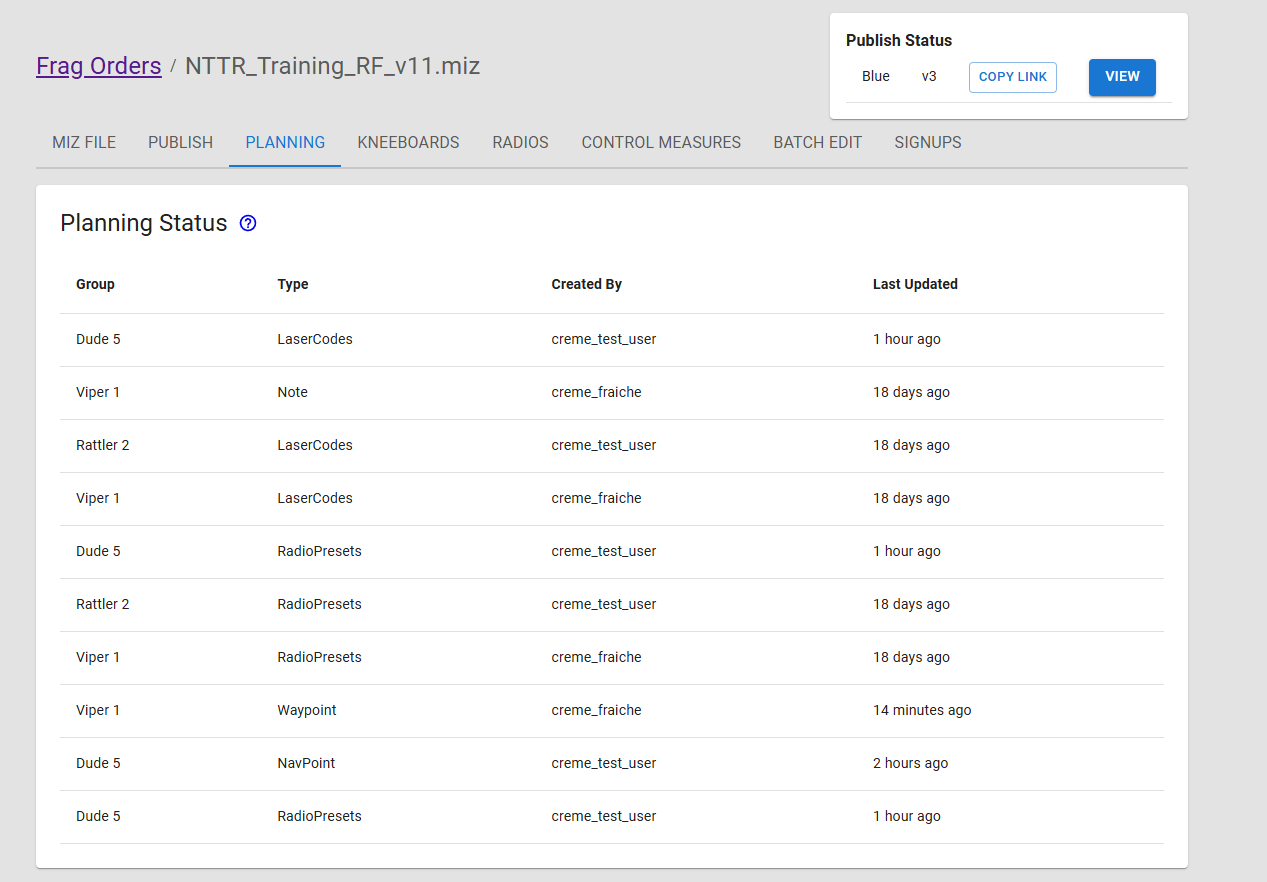 Frag Orders / NTTR_Training_RF_v11.miz
Publish Status
Blue v3 COPY LINK VIEW
MIZ FILE PUBLISH PLANNING KNEEBOARDS RADIOS CONTROL MEASURES BATCH EDIT SIGNUPS
Planning Status ?
Group Type Created By Last Updated
Dude 5 LaserCodes creme_test_user 1 hour ago
Viper 1 Note creme_fraiche 18 days ago
Rattler 2 LaserCodes creme_test_user 18 days ago
Viper 1 LaserCodes creme_fraiche 18 days ago
Dude 5 RadioPresets creme_test_user 1 hour ago
Rattler 2 RadioPresets creme_test_user 18 days ago
Viper 1 RadioPresets creme_fraiche 18 days ago
Viper 1 Waypoint creme_fraiche 14 minutes ago
Dude 5 NavPoint creme_test_user 2 hours ago
Dude 5 RadioPresets creme_test_user 1 hour ago